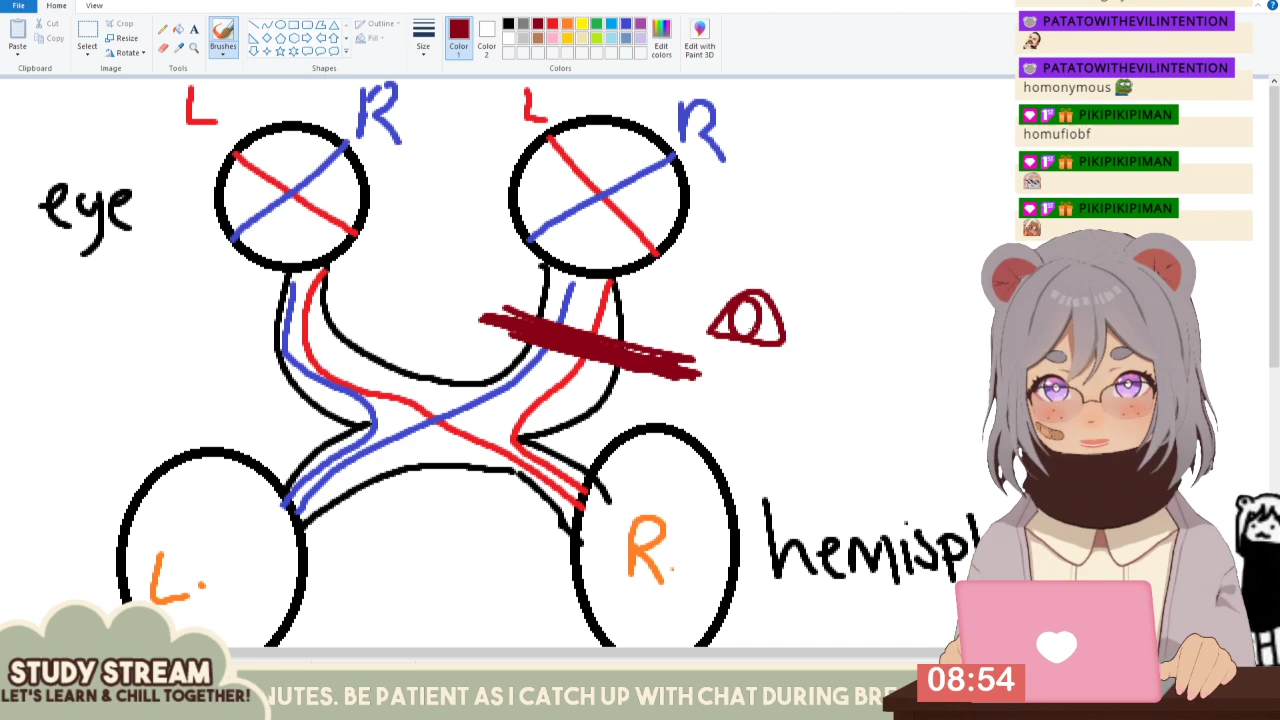 File
Home
View
Paste
Cut
Copy
Clipboard
Select
Crop
Resize
Rotate
Image
A
Tools
Brushes
Shapes
Outline
Fill
Size
Color
1
Color
2
Colors
Edit
colors
Edit with
Paint 3D
PATATOWITHEVILINTENTION
PATATOWITHEVILINTENTION
homonymous
PIKIPIKIPIMAN
homufiobf
PIKIPIKIPIMAN
PIKIPIKIPIMAN
L R L R
eye
L. R.
hemisph
STUDY STREAM
LET'S LEARN & CHILL TOGETHER!
NUTES. BE PATIENT AS I CATCH UP WITH CHAT DURING BRE
08:54